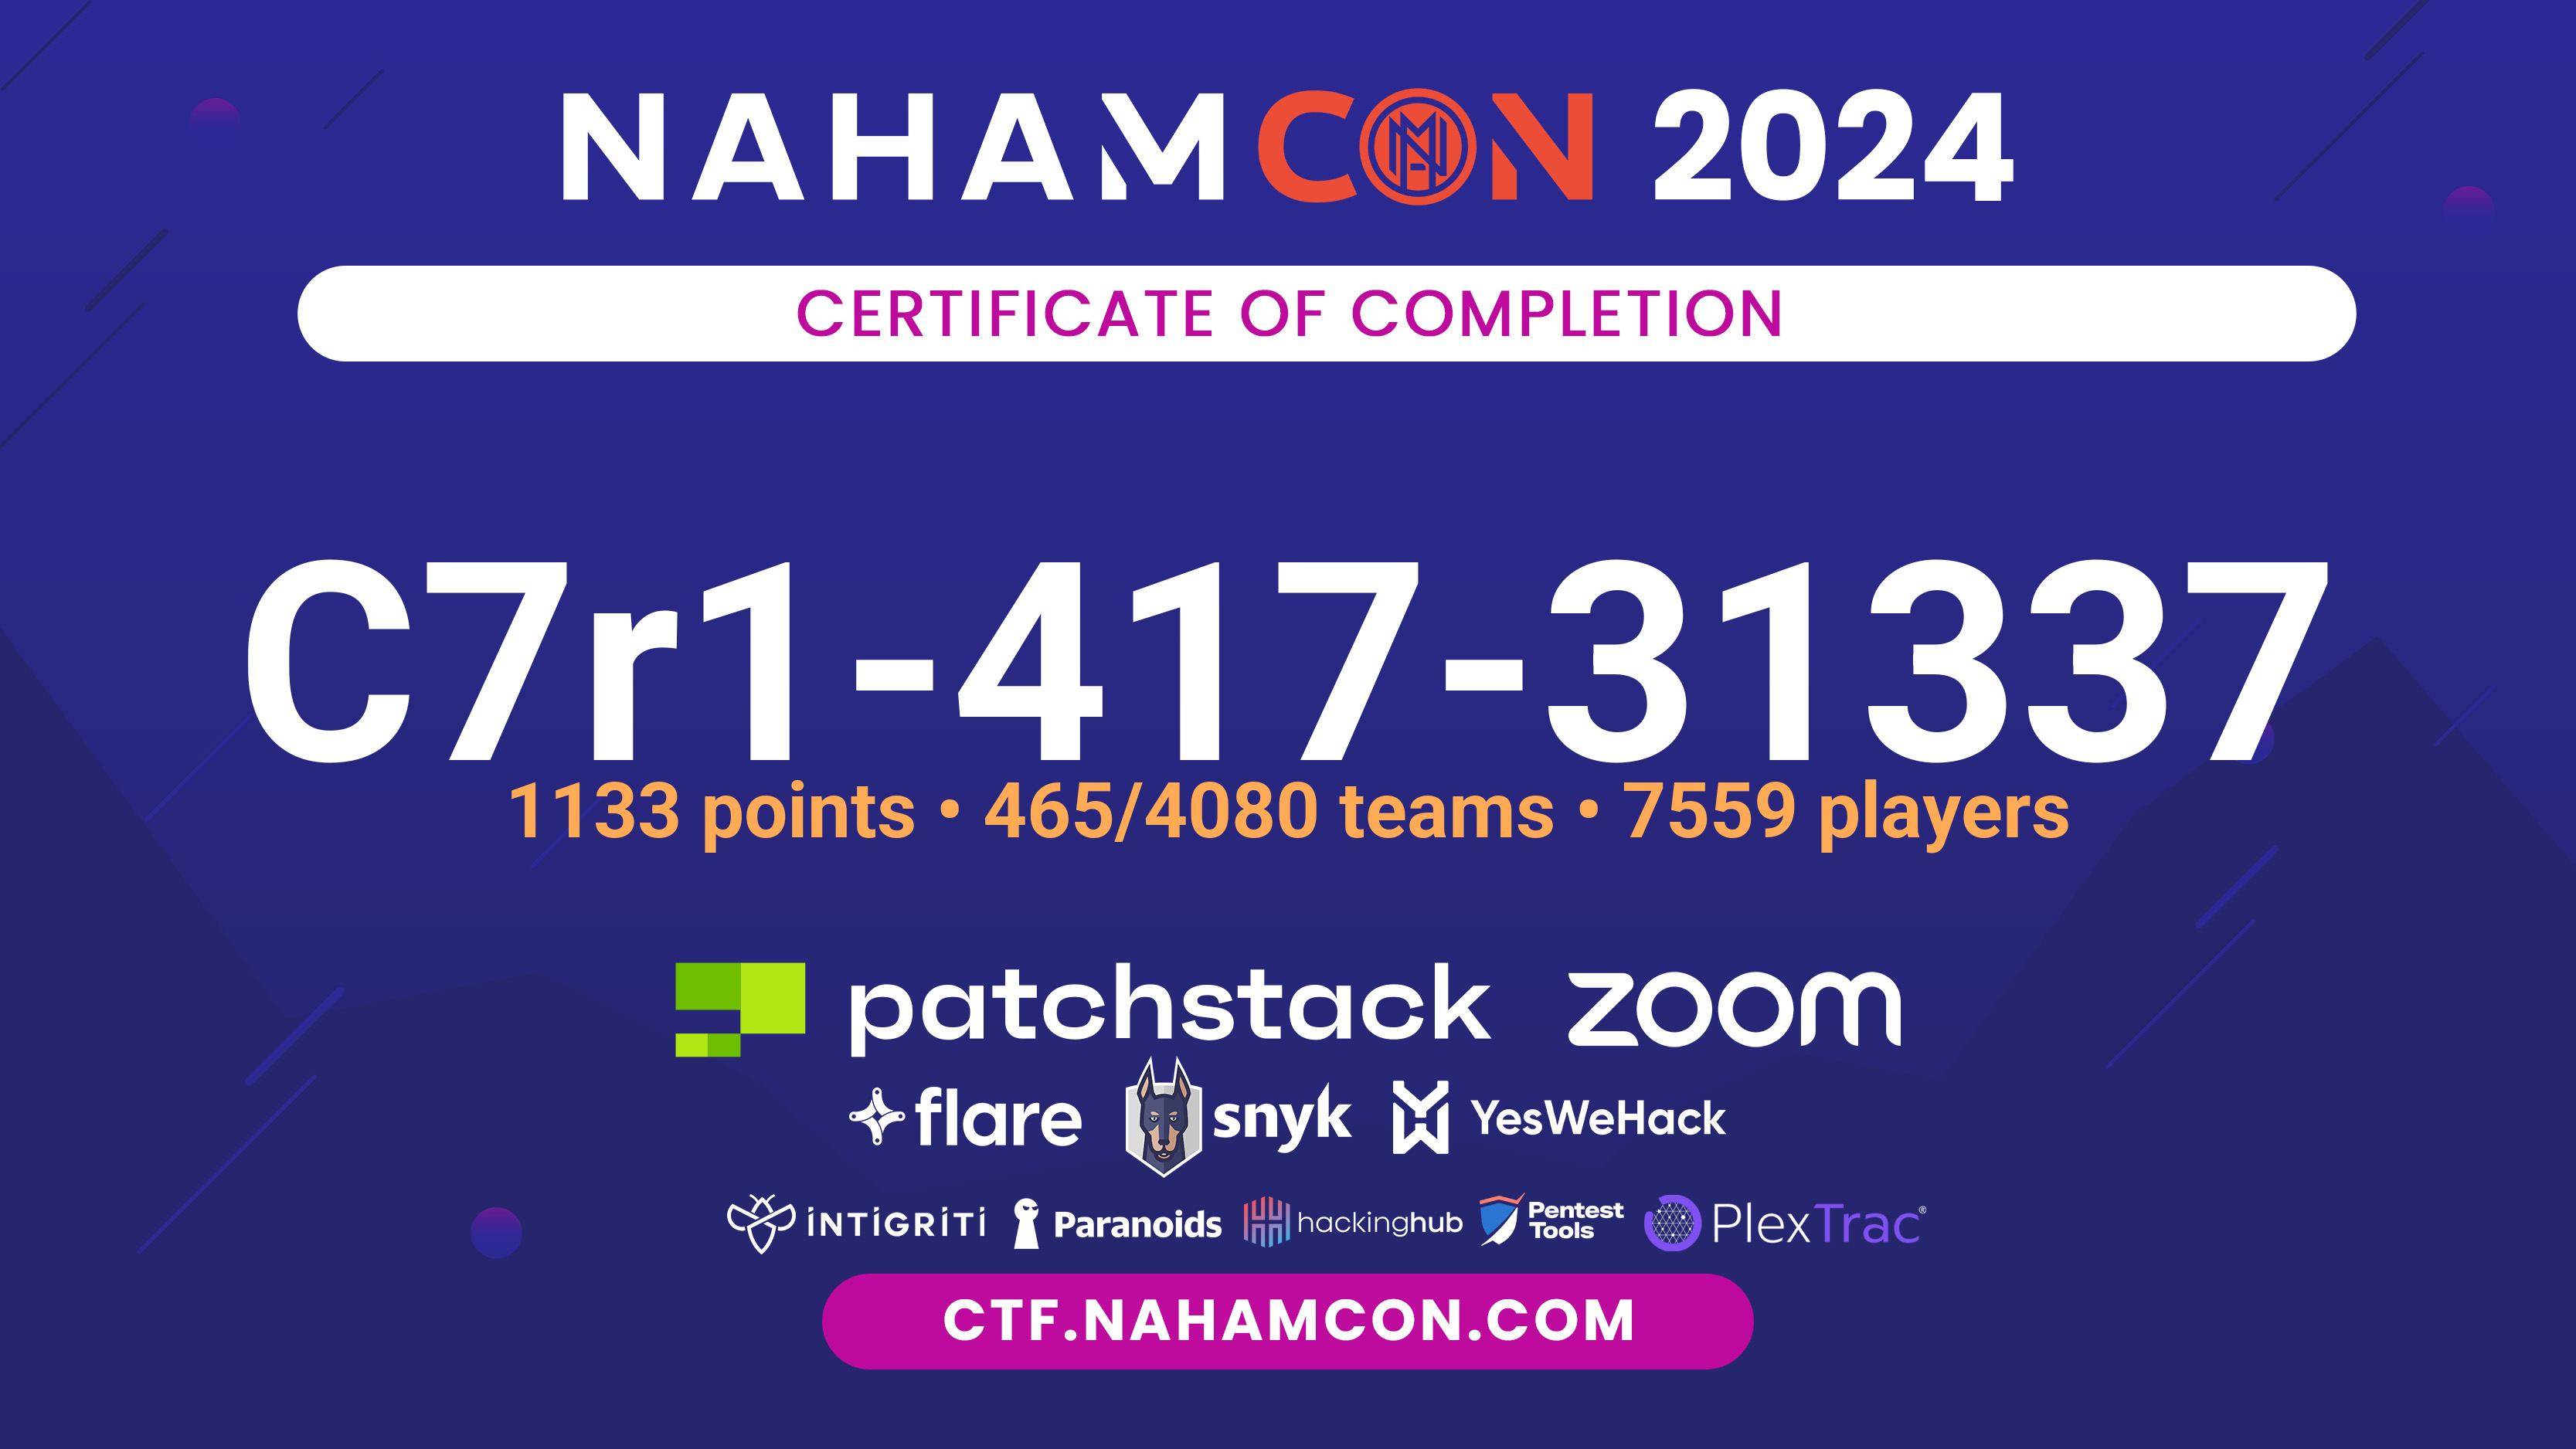 NAHAMCON 2024
CERTIFICATE OF COMPLETION
C7r1-417-31337
1133 points • 465/4080 teams • 7559 players
patchstack zoom
flare snyk YesWeHack
INTIGRITI Paranoids hackinghub Pentest Tools PlexTrac®
CTF.NAHAMCON.COM